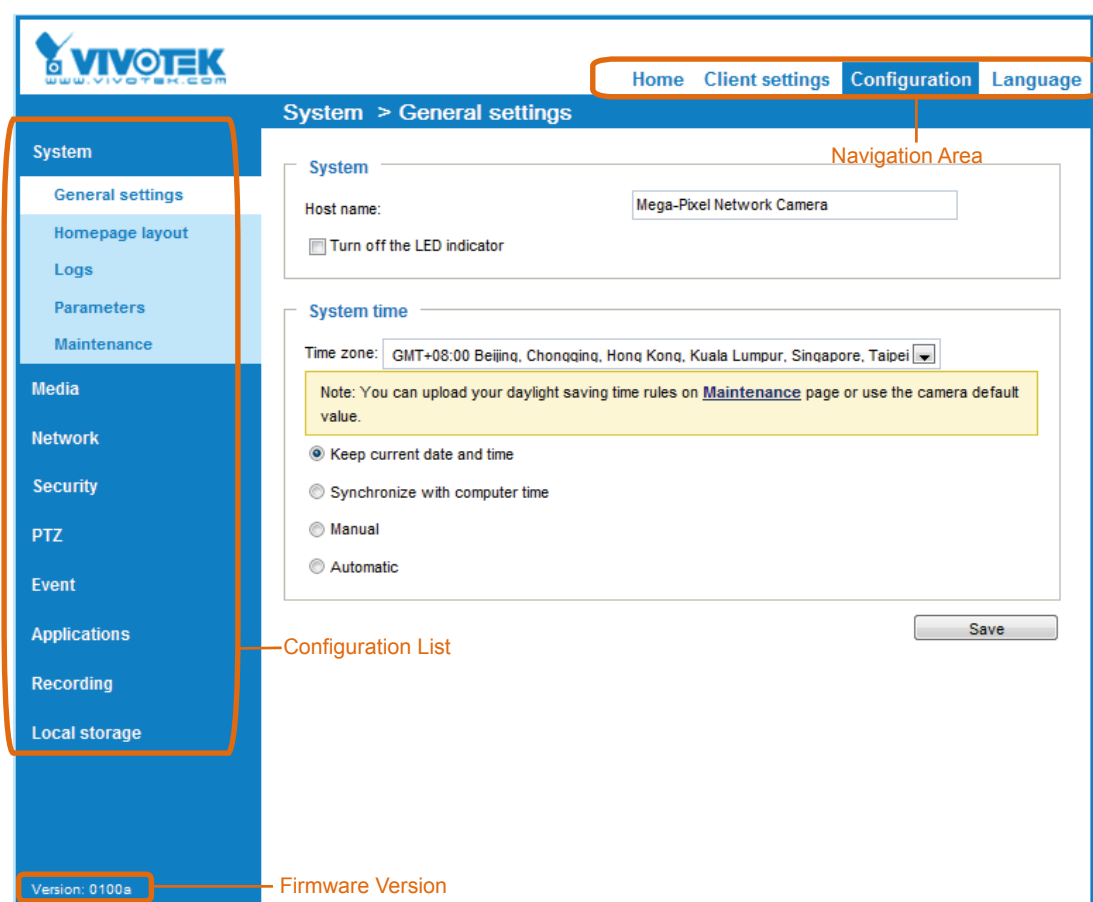 VIVOTEK
www.vivotek.com
Home Client settings Configuration Language
System > General settings
Navigation Area
System
General settings
Homepage layout
Logs
Parameters
Maintenance
Media
Network
Security
PTZ
Event
Applications
Recording
Local storage
Version: 0100a
System
Host name: Mega-Pixel Network Camera
Turn off the LED indicator
System time
Time zone: GMT+08:00 Beijing, Chongqing, Hong Kong, Kuala Lumpur, Singapore, Taipei
Note: You can upload your daylight saving time rules on Maintenance page or use the camera default
value.
Keep current date and time
Synchronize with computer time
Manual
Automatic
Save
Configuration List
Firmware Version